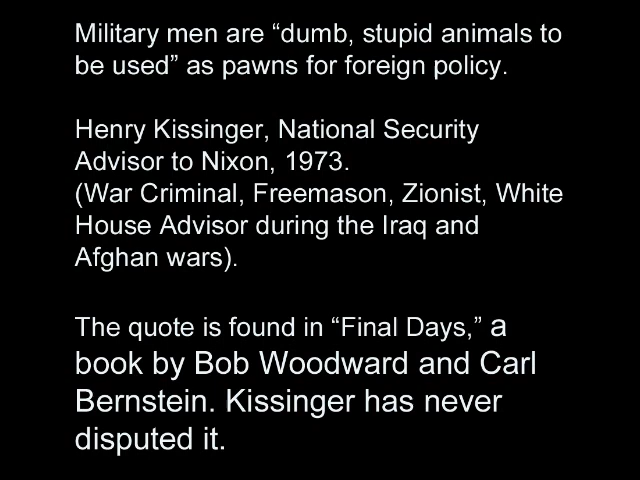 Military men are “dumb, stupid animals to
be used” as pawns for foreign policy.
Henry Kissinger, National Security
Advisor to Nixon, 1973.
(War Criminal, Freemason, Zionist, White
House Advisor during the Iraq and
Afghan wars).
The quote is found in “Final Days,” a
book by Bob Woodward and Carl
Bernstein. Kissinger has never
disputed it.